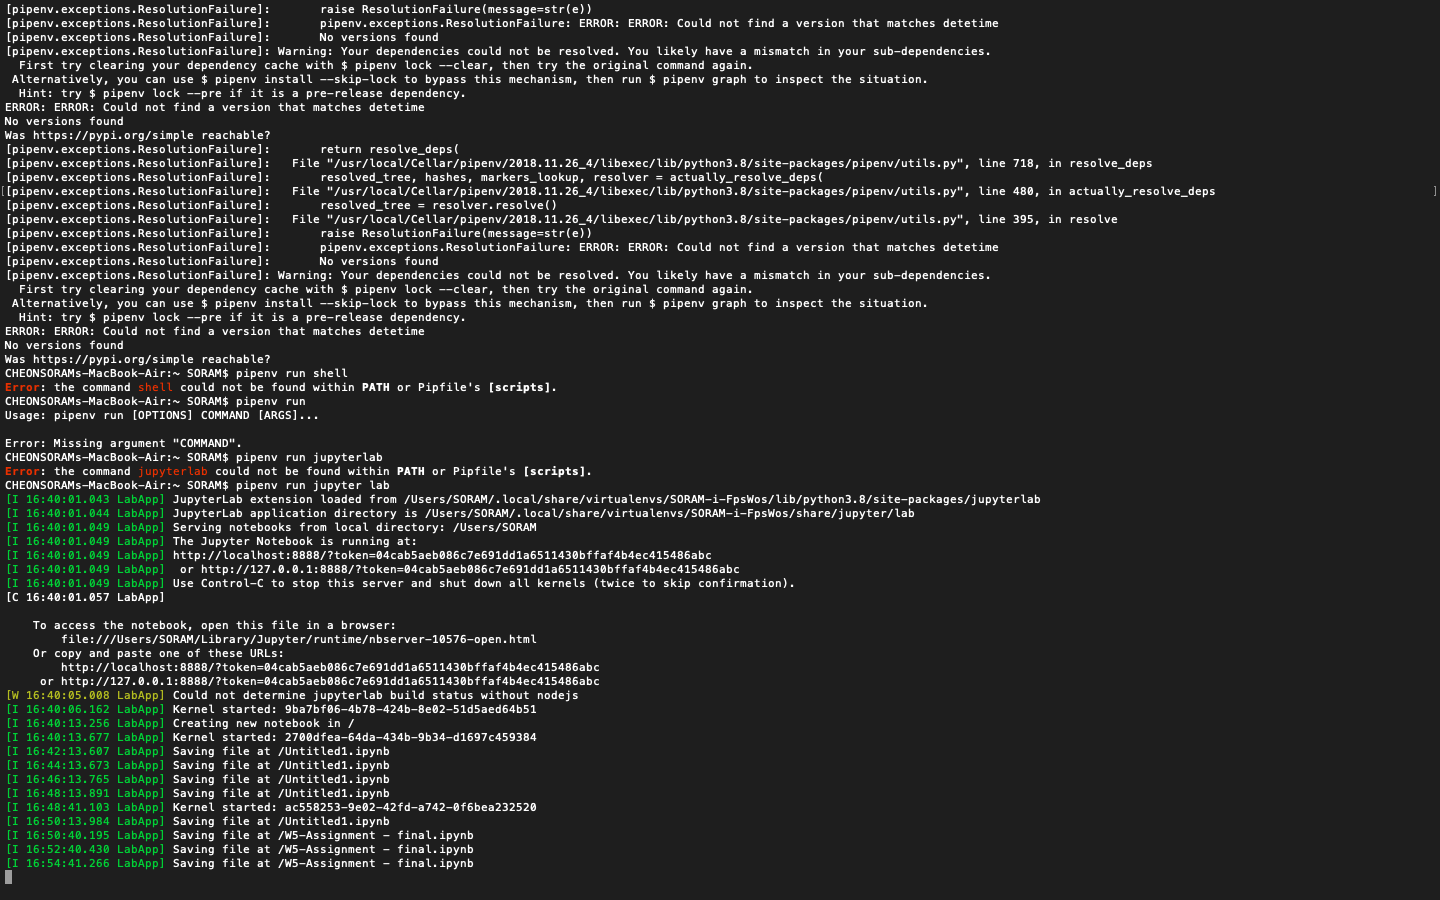 [pipenv.exceptions.ResolutionFailure]:       raise ResolutionFailure(message=str(e))
[pipenv.exceptions.ResolutionFailure]:       pipenv.exceptions.ResolutionFailure: ERROR: ERROR: Could not find a version that matches detetime
[pipenv.exceptions.ResolutionFailure]:       No versions found
[pipenv.exceptions.ResolutionFailure]: Warning: Your dependencies could not be resolved. You likely have a mismatch in your sub-dependencies.
  First try clearing your dependency cache with $ pipenv lock --clear, then try the original command again.
 Alternatively, you can use $ pipenv install --skip-lock to bypass this mechanism, then run $ pipenv graph to inspect the situation.
  Hint: try $ pipenv lock --pre if it is a pre-release dependency.
ERROR: ERROR: Could not find a version that matches detetime
No versions found
Was https://pypi.org/simple reachable?
[pipenv.exceptions.ResolutionFailure]:       return resolve_deps(
[pipenv.exceptions.ResolutionFailure]:   File "/usr/local/Cellar/pipenv/2018.11.26_4/libexec/lib/python3.8/site-packages/pipenv/utils.py", line 718, in resolve_deps
[pipenv.exceptions.ResolutionFailure]:       resolved_tree, hashes, markers_lookup, resolver = actually_resolve_deps(
[[pipenv.exceptions.ResolutionFailure]:   File "/usr/local/Cellar/pipenv/2018.11.26_4/libexec/lib/python3.8/site-packages/pipenv/utils.py", line 480, in actually_resolve_deps ]
[pipenv.exceptions.ResolutionFailure]:       resolved_tree = resolver.resolve()
[pipenv.exceptions.ResolutionFailure]:   File "/usr/local/Cellar/pipenv/2018.11.26_4/libexec/lib/python3.8/site-packages/pipenv/utils.py", line 395, in resolve
[pipenv.exceptions.ResolutionFailure]:       raise ResolutionFailure(message=str(e))
[pipenv.exceptions.ResolutionFailure]:       pipenv.exceptions.ResolutionFailure: ERROR: ERROR: Could not find a version that matches detetime
[pipenv.exceptions.ResolutionFailure]:       No versions found
[pipenv.exceptions.ResolutionFailure]: Warning: Your dependencies could not be resolved. You likely have a mismatch in your sub-dependencies.
  First try clearing your dependency cache with $ pipenv lock --clear, then try the original command again.
 Alternatively, you can use $ pipenv install --skip-lock to bypass this mechanism, then run $ pipenv graph to inspect the situation.
  Hint: try $ pipenv lock --pre if it is a pre-release dependency.
ERROR: ERROR: Could not find a version that matches detetime
No versions found
Was https://pypi.org/simple reachable?
CHEONSORAMs-MacBook-Air:~ SORAM$ pipenv run shell
Error: the command shell could not be found within PATH or Pipfile's [scripts].
CHEONSORAMs-MacBook-Air:~ SORAM$ pipenv run
Usage: pipenv run [OPTIONS] COMMAND [ARGS]...

Error: Missing argument "COMMAND".
CHEONSORAMs-MacBook-Air:~ SORAM$ pipenv run jupyterlab
Error: the command jupyterlab could not be found within PATH or Pipfile's [scripts].
CHEONSORAMs-MacBook-Air:~ SORAM$ pipenv run jupyter lab
[I 16:40:01.043 LabApp] JupyterLab extension loaded from /Users/SORAM/.local/share/virtualenvs/SORAM-i-FpsWos/lib/python3.8/site-packages/jupyterlab
[I 16:40:01.044 LabApp] JupyterLab application directory is /Users/SORAM/.local/share/virtualenvs/SORAM-i-FpsWos/share/jupyter/lab
[I 16:40:01.049 LabApp] Serving notebooks from local directory: /Users/SORAM
[I 16:40:01.049 LabApp] The Jupyter Notebook is running at:
[I 16:40:01.049 LabApp] http://localhost:8888/?token=04cab5aeb086c7e691dd1a6511430bffaf4b4ec415486abc
[I 16:40:01.049 LabApp]  or http://127.0.0.1:8888/?token=04cab5aeb086c7e691dd1a6511430bffaf4b4ec415486abc
[I 16:40:01.049 LabApp] Use Control-C to stop this server and shut down all kernels (twice to skip confirmation).
[C 16:40:01.057 LabApp]

    To access the notebook, open this file in a browser:
        file:///Users/SORAM/Library/Jupyter/runtime/nbserver-10576-open.html
    Or copy and paste one of these URLs:
        http://localhost:8888/?token=04cab5aeb086c7e691dd1a6511430bffaf4b4ec415486abc
     or http://127.0.0.1:8888/?token=04cab5aeb086c7e691dd1a6511430bffaf4b4ec415486abc
[W 16:40:05.008 LabApp] Could not determine jupyterlab build status without nodejs
[I 16:40:06.162 LabApp] Kernel started: 9ba7bf06-4b78-424b-8e02-51d5aed64b51
[I 16:40:13.256 LabApp] Creating new notebook in /
[I 16:40:13.677 LabApp] Kernel started: 2700dfea-64da-434b-9b34-d1697c459384
[I 16:42:13.607 LabApp] Saving file at /Untitled1.ipynb
[I 16:44:13.673 LabApp] Saving file at /Untitled1.ipynb
[I 16:46:13.765 LabApp] Saving file at /Untitled1.ipynb
[I 16:48:13.891 LabApp] Saving file at /Untitled1.ipynb
[I 16:48:41.103 LabApp] Kernel started: ac558253-9e02-42fd-a742-0f6bea232520
[I 16:50:13.984 LabApp] Saving file at /Untitled1.ipynb
[I 16:50:40.195 LabApp] Saving file at /W5-Assignment - final.ipynb
[I 16:52:40.430 LabApp] Saving file at /W5-Assignment - final.ipynb
[I 16:54:41.266 LabApp] Saving file at /W5-Assignment - final.ipynb